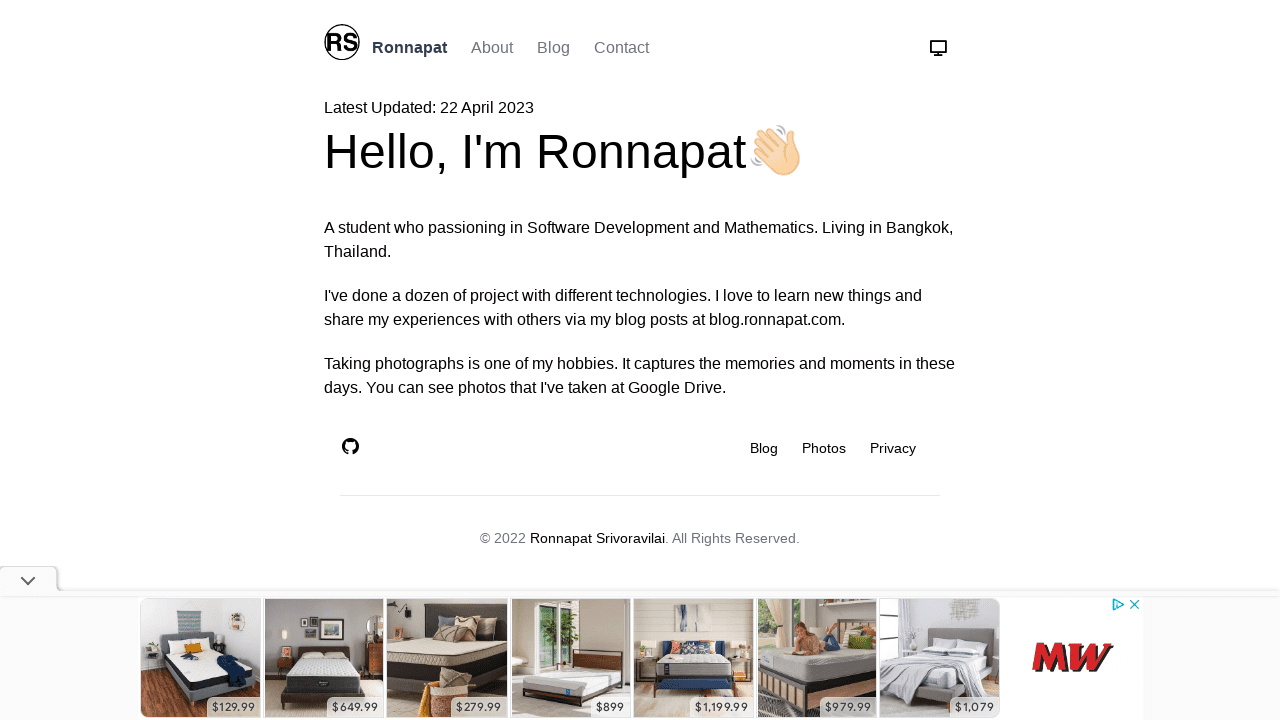 RS
Ronnapat About Blog Contact
Latest Updated: 22 April 2023
Hello, I'm Ronnapat👋🏼
A student who passioning in Software Development and Mathematics. Living in Bangkok,
Thailand.
I've done a dozen of project with different technologies. I love to learn new things and
share my experiences with others via my blog posts at blog.ronnapat.com.
Taking photographs is one of my hobbies. It captures the memories and moments in these
days. You can see photos that I've taken at Google Drive.
Blog Photos Privacy
© 2022 Ronnapat Srivoravilai. All Rights Reserved.
$129.99 $649.99 $279.99 $899 $1,199.99 $979.99 $1,079
MW